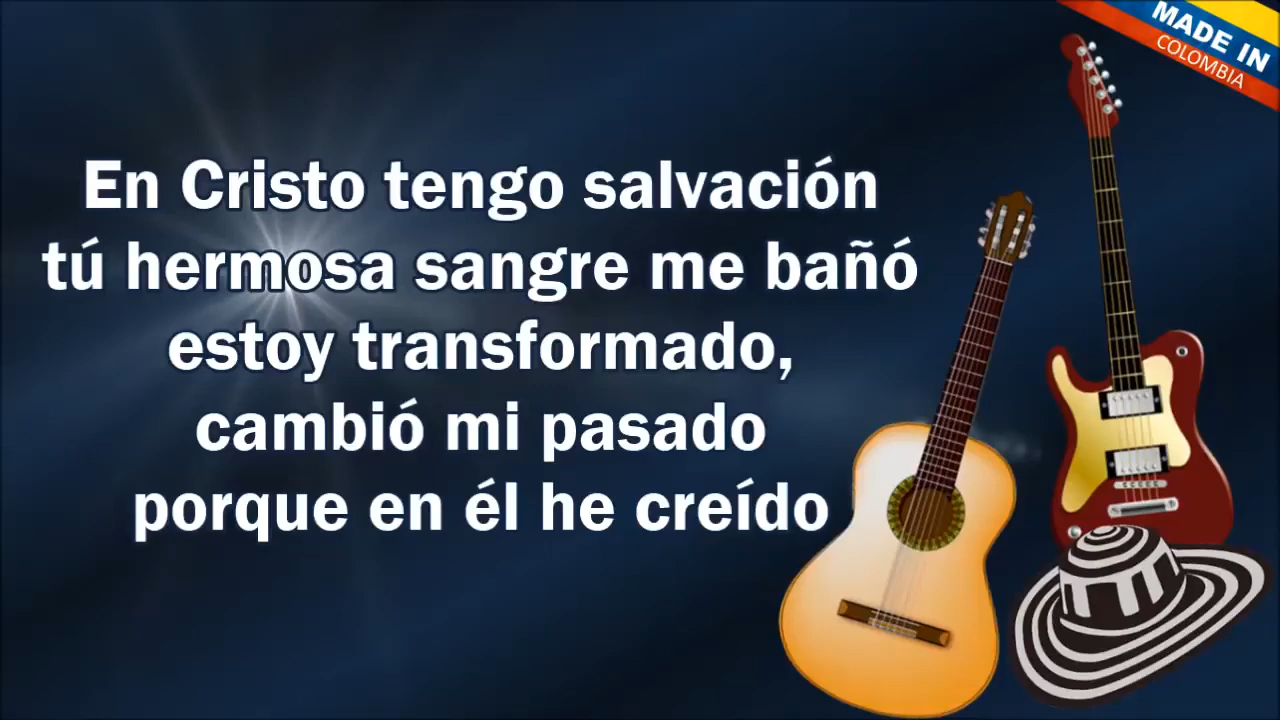 MADE IN
COLOMBIA
En Cristo tengo salvación
tú hermosa sangre me bañó
estoy transformado,
cambió mi pasado
porque en él he creído